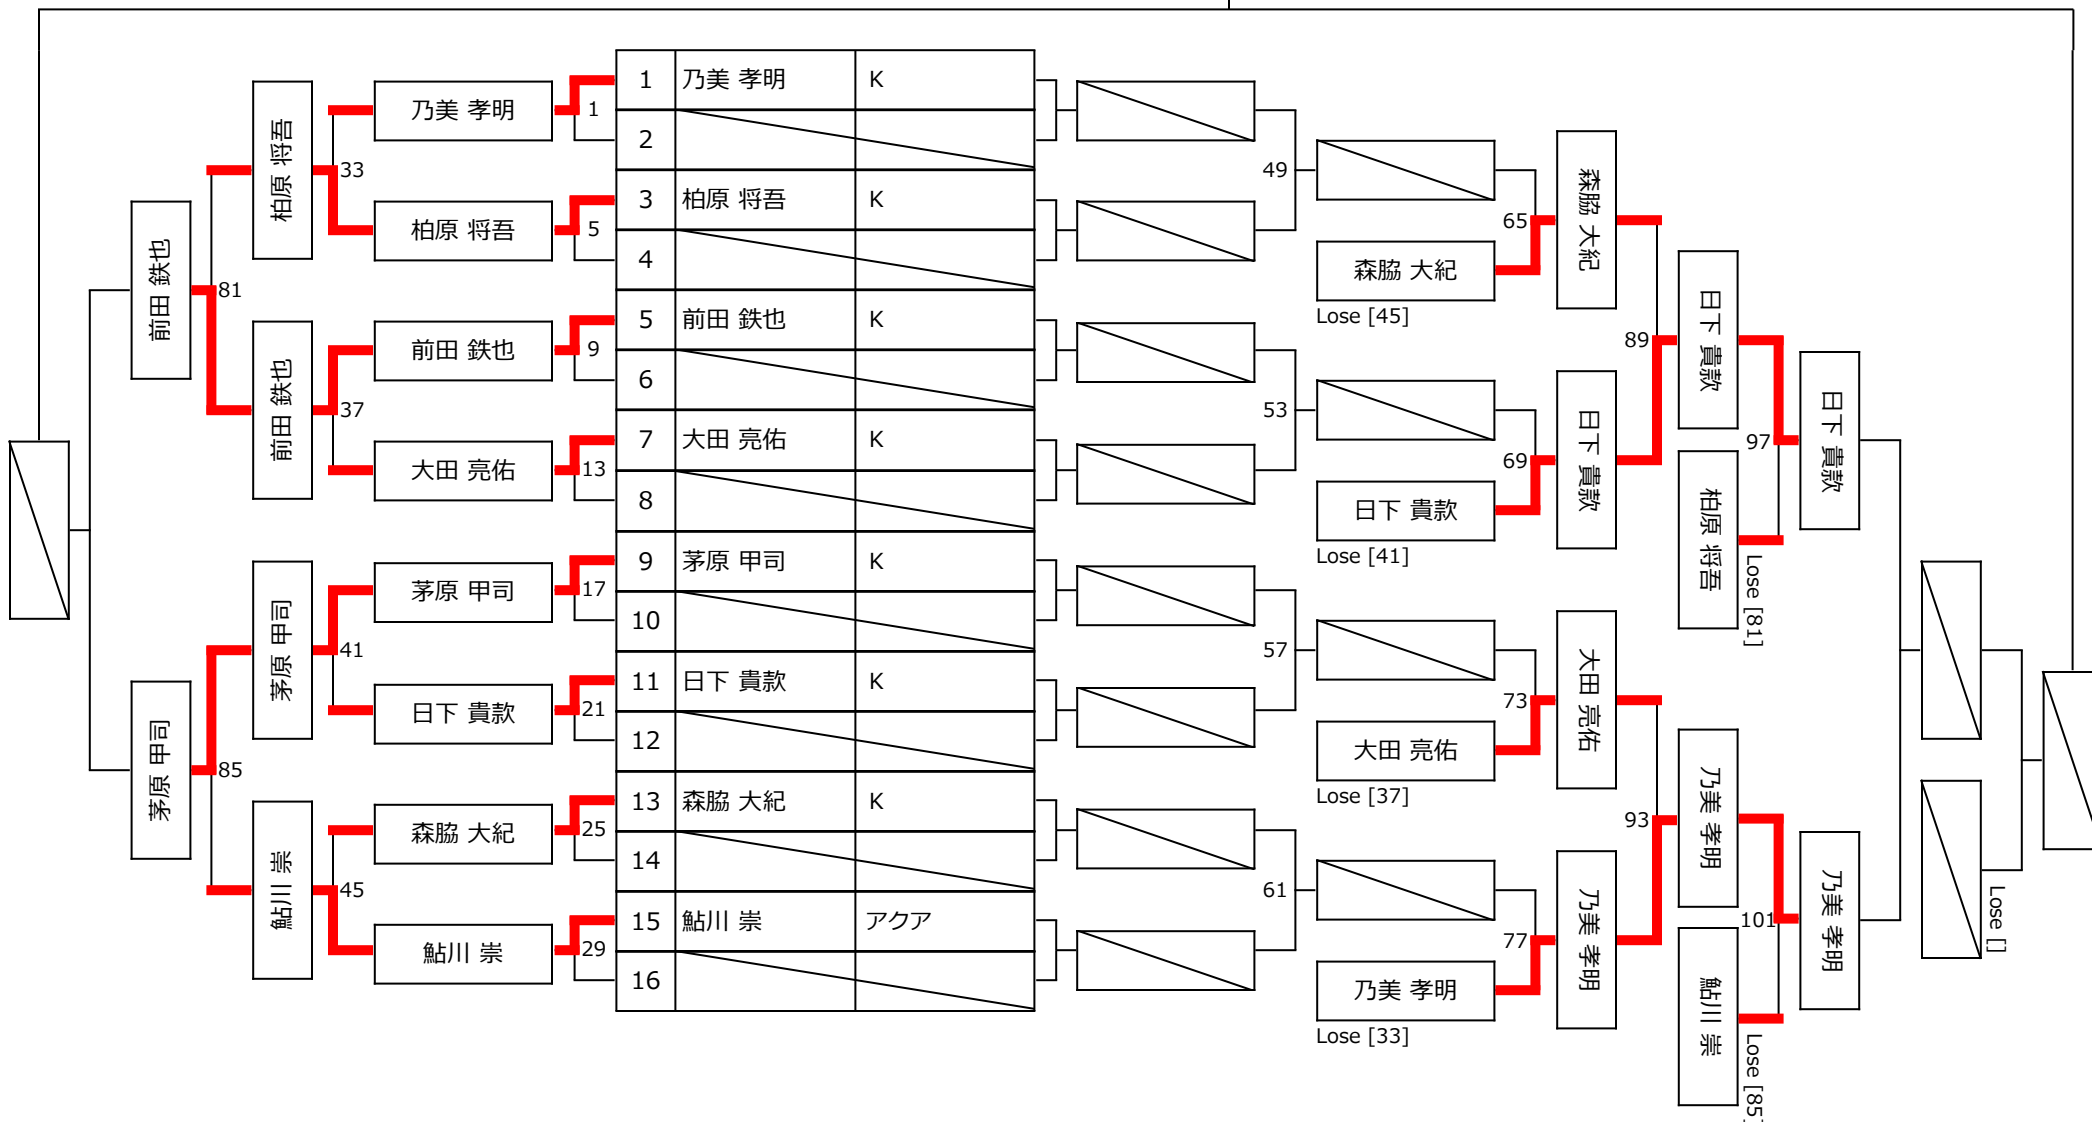 1 乃美 孝明 K
2
3 柏原 将吾 K
4
5 前田 鉄也 K
6
7 大田 亮佑 K
8
9 茅原 甲司 K
10
11 日下 貴款 K
12
13 森脇 大紀 K
14
15 鮎川 崇 アクア
16
乃美 孝明
1
柏原 将吾
5
前田 鉄也
9
大田 亮佑
13
茅原 甲司
17
日下 貴款
21
森脇 大紀
25
鮎川 崇
29
柏原 将吾
33
前田 鉄也
37
茅原 甲司
41
鮎川 崇
45
前田 鉄也
81
茅原 甲司
85
49
53
57
61
65
森脇 大紀
Lose [45]
69
日下 貴款
Lose [41]
73
大田 亮佑
Lose [37]
77
乃美 孝明
Lose [33]
森脇 大紀
日下 貴款
大田 亮佑
乃美 孝明
89
93
日下 貴款
柏原 将吾
Lose [81]
乃美 孝明
鮎川 崇
Lose [85]
97
101
日下 貴款
乃美 孝明
Lose []